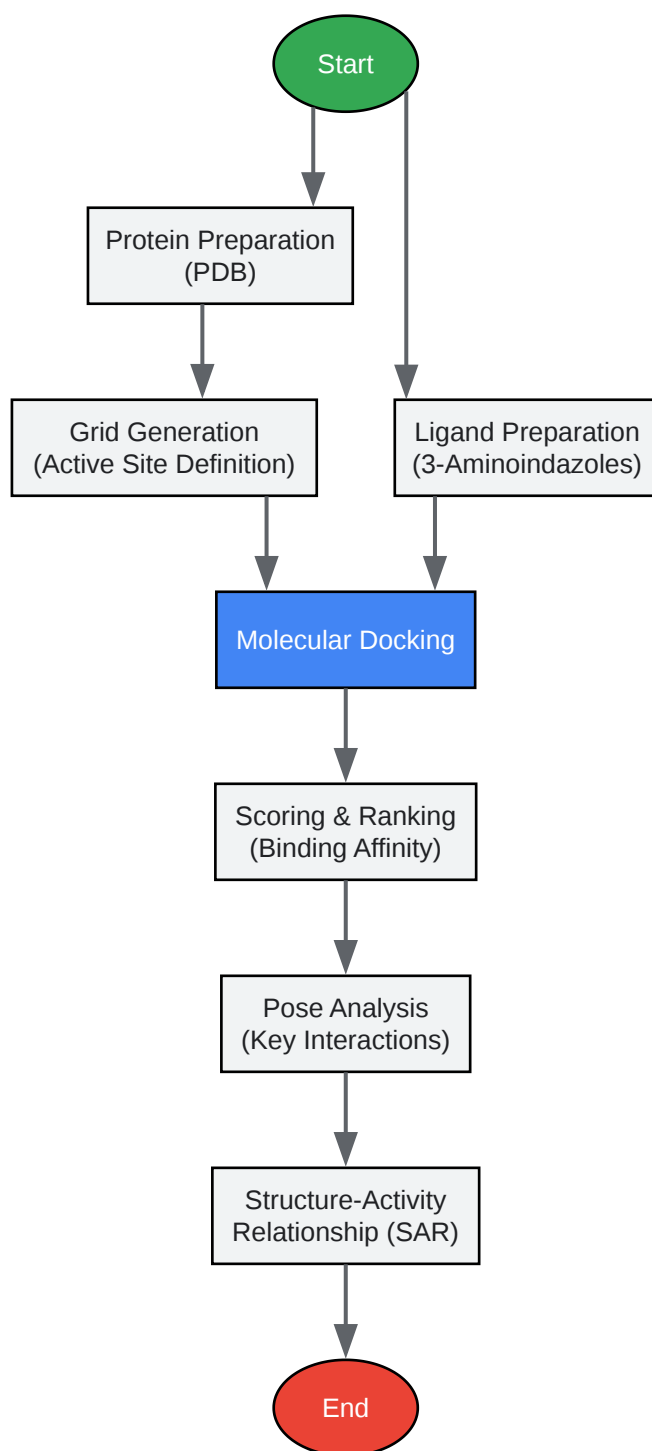 Start
Protein Preparation
(PDB)
Grid Generation
(Active Site Definition)
Ligand Preparation
(3-Aminoindazoles)
Molecular Docking
Scoring & Ranking
(Binding Affinity)
Pose Analysis
(Key Interactions)
Structure-Activity
Relationship (SAR)
End